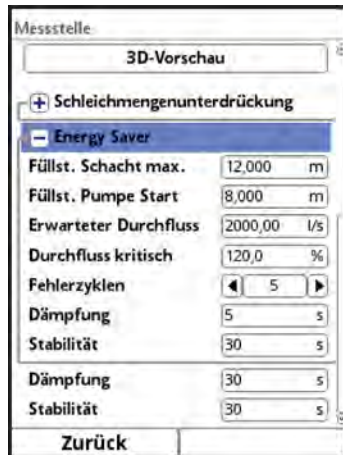 Messstelle
3D-Vorschau
+ Schleichmengenunterdrückung
− Energy Saver
Füllst. Schacht max. 12,000 m
Füllst. Pumpe Start 8,000 m
Erwarteter Durchfluss 2000,00 l/s
Durchfluss kritisch 120,0 %
Fehlerzyklen 5
Dämpfung 5 s
Stabilität 30 s
Dämpfung 30 s
Stabilität 30 s
Zurück